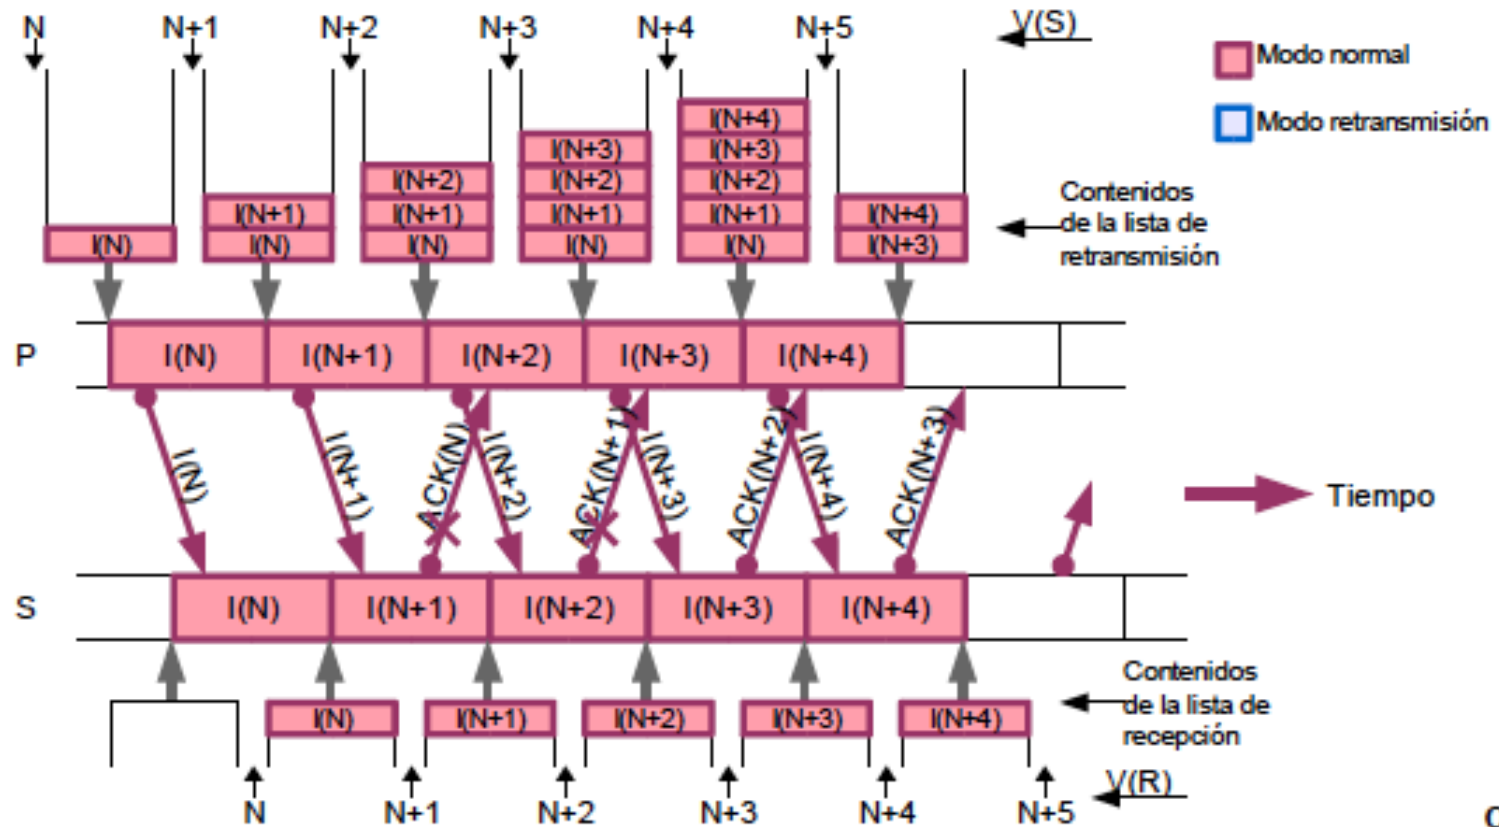 N N+1 N+2 N+3 N+4 N+5 V(S)
Modo normal
Modo retransmisión
I(N+4)
I(N+3) I(N+3)
I(N+2) I(N+2) I(N+2)
I(N+1) I(N+1) I(N+1) I(N+1) I(N+4)
I(N) I(N) I(N) I(N) I(N) I(N+3)
Contenidos
de la lista de
retransmisión
P I(N) I(N+1) I(N+2) I(N+3) I(N+4)
I(N) I(N+1) ACK(N) I(N+2) ACK(N+1) I(N+3) ACK(N+2) I(N+4) ACK(N+3)
Tiempo
S I(N) I(N+1) I(N+2) I(N+3) I(N+4)
I(N) I(N+1) I(N+2) I(N+3) I(N+4)
Contenidos
de la lista de
recepción
N N+1 N+2 N+3 N+4 N+5 V(R)